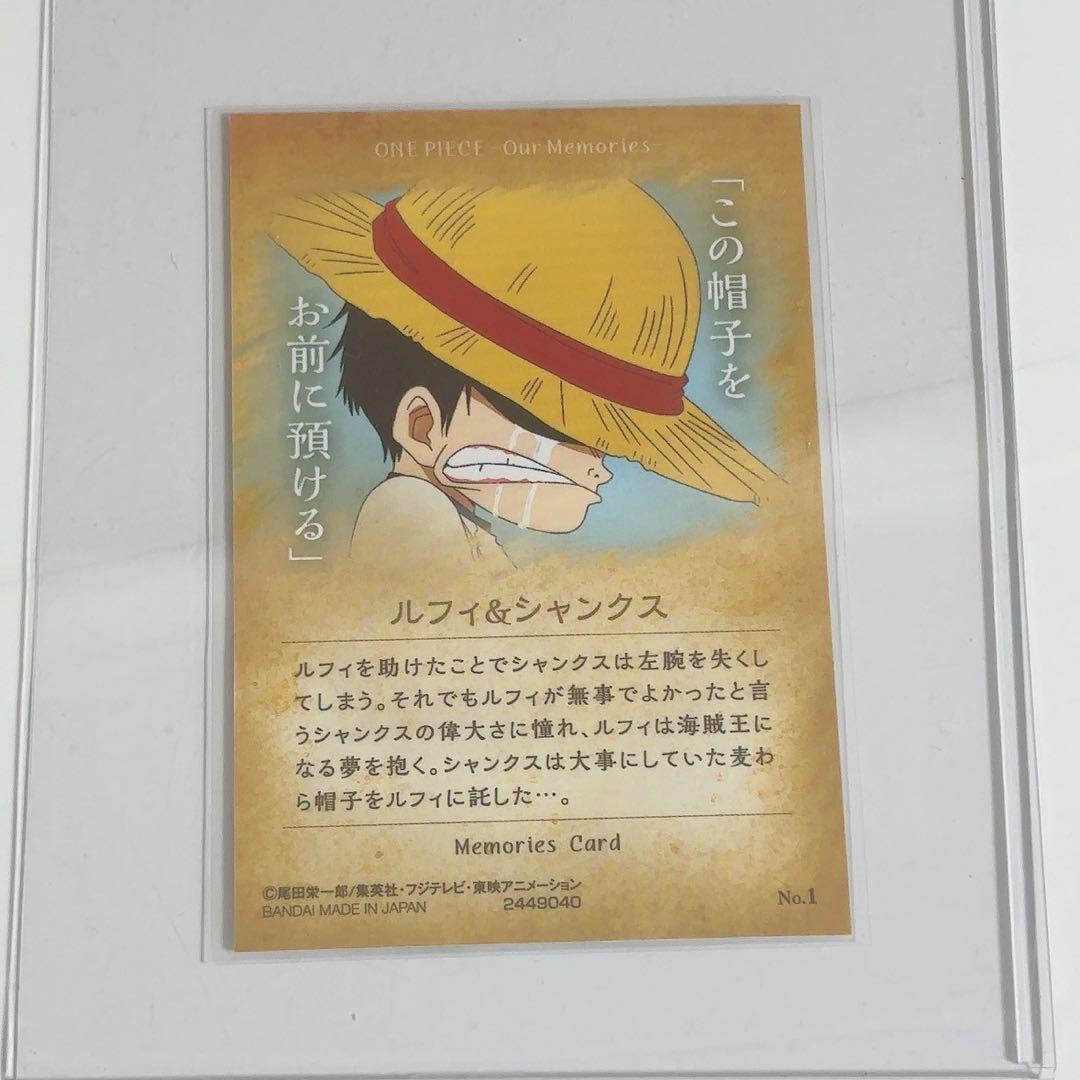 ONE PIECE -Our Memories-
「この帽子を
お前に預ける」
ルフィ&シャンクス
ルフィを助けたことでシャンクスは左腕を失くし
てしまう。それでもルフィが無事でよかったと言
うシャンクスの偉大さに憧れ、ルフィは海賊王に
なる夢を抱く。シャンクスは大事にしていた麦わ
ら帽子をルフィに託した…。
Memories Card
©尾田栄一郎/集英社・フジテレビ・東映アニメーション
BANDAI MADE IN JAPAN 2449040
No.1